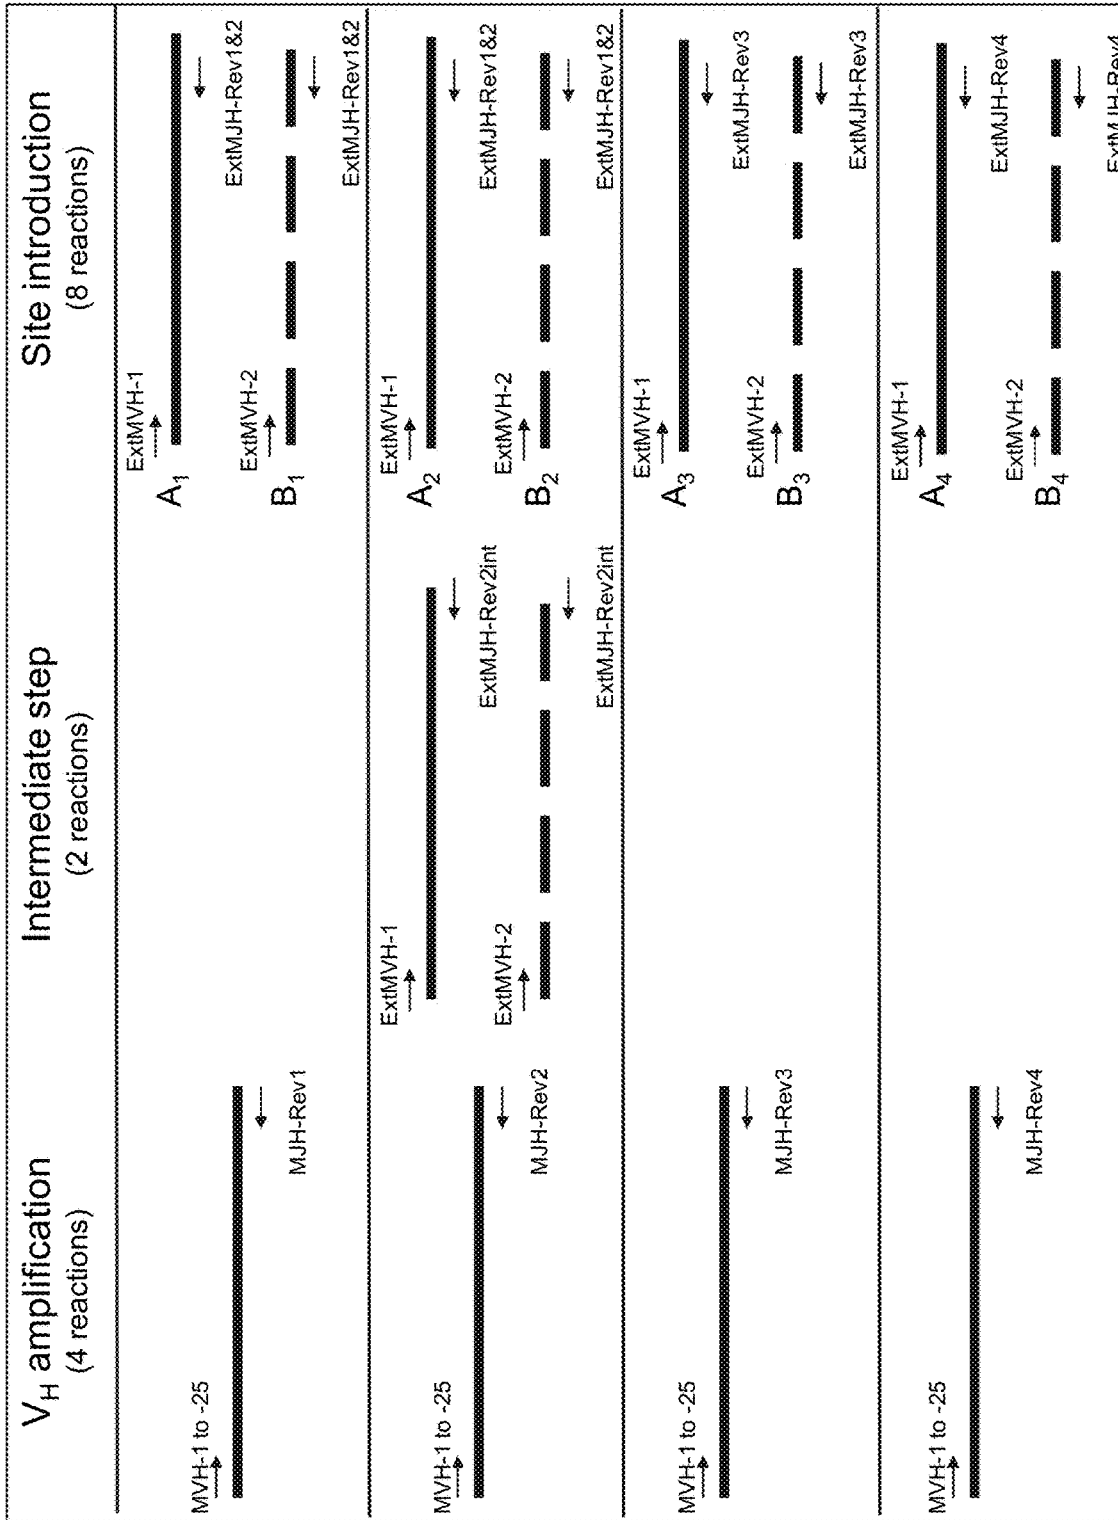 V_H amplification
(4 reactions)
Intermediate step
(2 reactions)
Site introduction
(8 reactions)
MVH-1 to -25
MJH-Rev1
A1
ExtMVH-1
ExtMJH-Rev1&2
B1
ExtMVH-2
ExtMJH-Rev1&2
MVH-1 to -25
MJH-Rev2
ExtMVH-1
ExtMJH-Rev2int
ExtMVH-2
ExtMJH-Rev2int
A2
ExtMVH-1
ExtMJH-Rev1&2
B2
ExtMVH-2
ExtMJH-Rev1&2
MVH-1 to -25
MJH-Rev3
A3
ExtMVH-1
ExtMJH-Rev3
B3
ExtMVH-2
ExtMJH-Rev3
MVH-1 to -25
MJH-Rev4
A4
ExtMVH-1
ExtMJH-Rev4
B4
ExtMVH-2
ExtMJH-Rev4